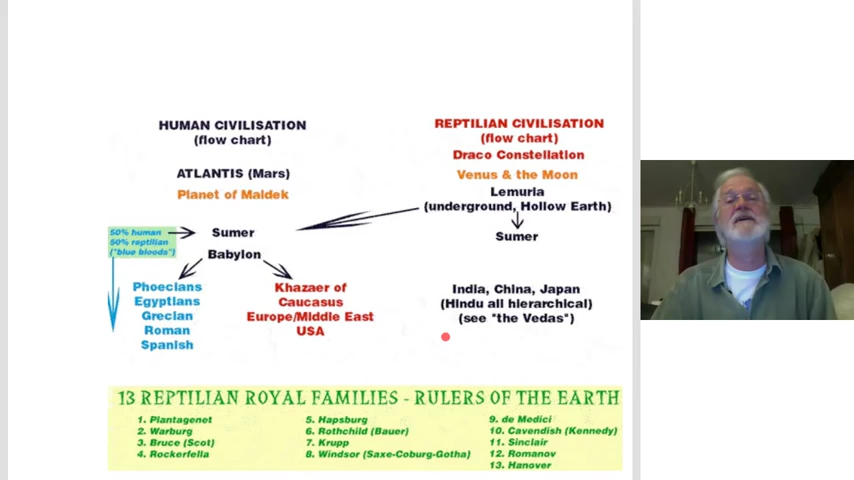 HUMAN CIVILISATION
(flow chart)
ATLANTIS (Mars)
Planet of Maldek
50% human
50% reptilian
("blue bloods")
Sumer
Babylon
Phoecians
Egyptians
Grecian
Roman
Spanish
Khazaer of
Caucasus
Europe/Middle East
USA
REPTILIAN CIVILISATION
(flow chart)
Draco Constellation
Venus & the Moon
Lemuria
(underground, Hollow Earth)
Sumer
India, China, Japan
(Hindu all hierarchical)
(see "the Vedas")
13 REPTILIAN ROYAL FAMILIES - RULERS OF THE EARTH
1. Plantagenet
2. Warburg
3. Bruce (Scot)
4. Rockerfella
5. Hapsburg
6. Rothchild (Bauer)
7. Krupp
8. Windsor (Saxe-Coburg-Gotha)
9. de Medici
10. Cavendish (Kennedy)
11. Sinclair
12. Romanov
13. Hanover